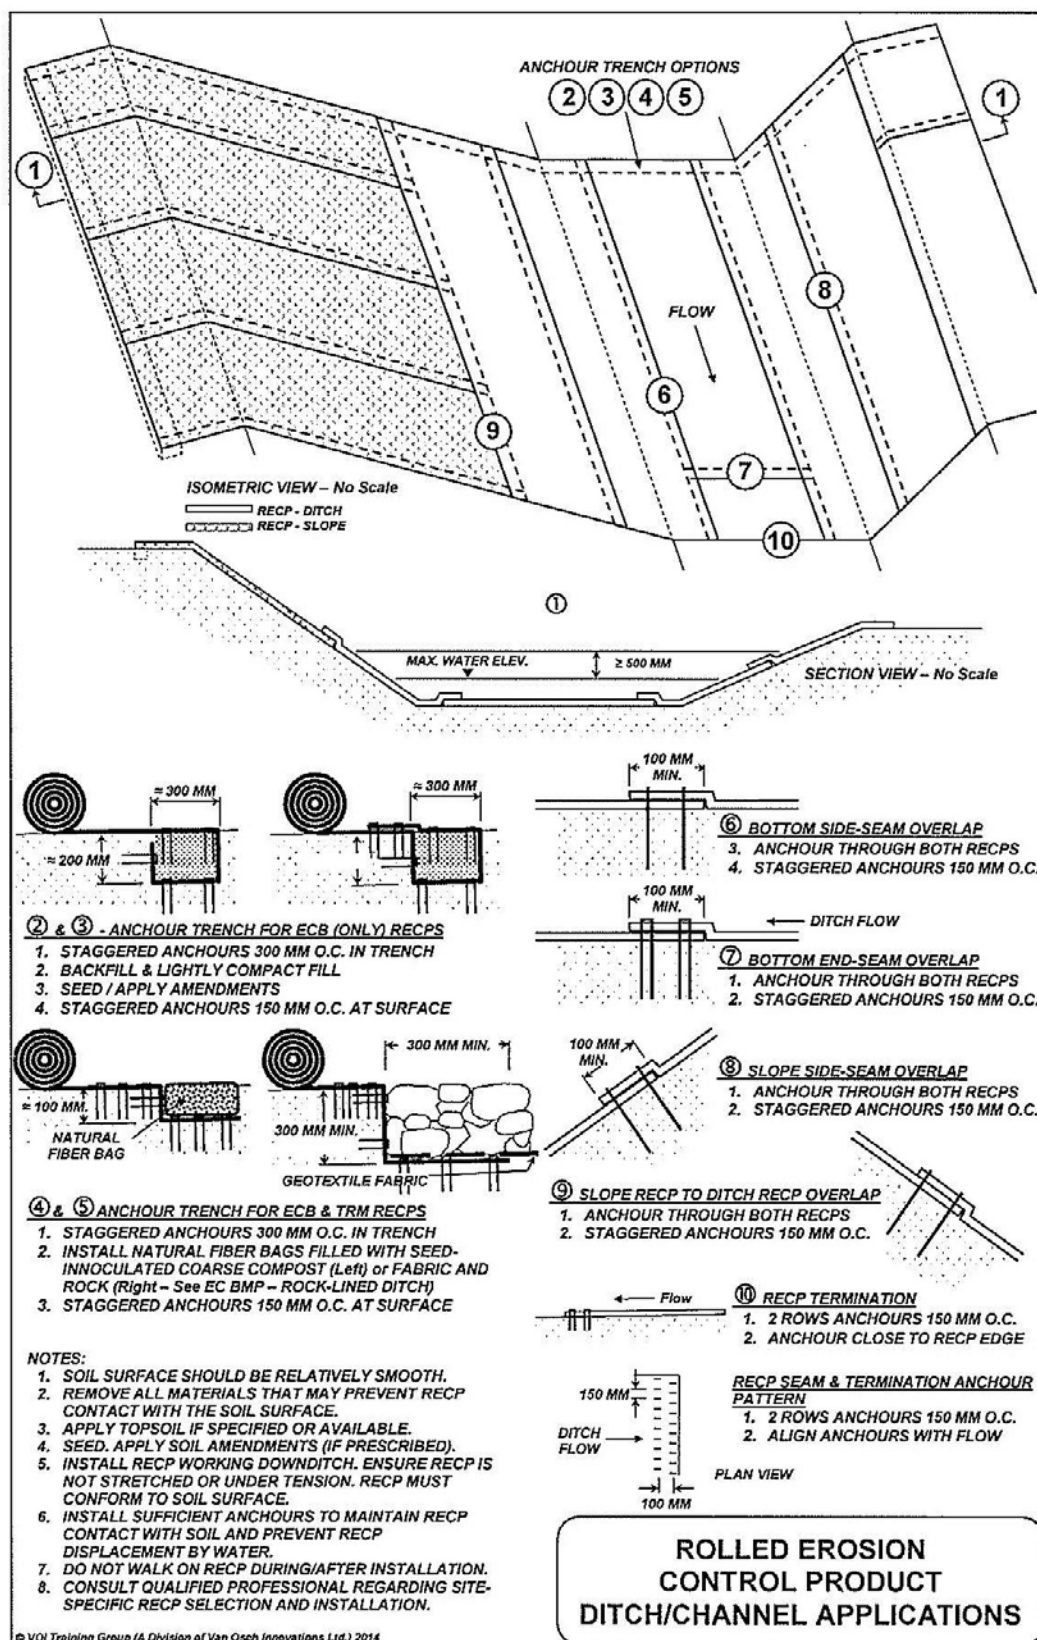 ANCHOUR TRENCH OPTIONS
2 3 4 5
1
1
8
FLOW
6
9
7
10
ISOMETRIC VIEW – No Scale
RECP - DITCH
RECP - SLOPE
1
MAX. WATER ELEV.
≥ 500 MM
SECTION VIEW – No Scale
≈ 300 MM
≈ 200 MM
≈ 300 MM
② & ③ - ANCHOUR TRENCH FOR ECB (ONLY) RECPS
1. STAGGERED ANCHOURS 300 MM O.C. IN TRENCH
2. BACKFILL & LIGHTLY COMPACT FILL
3. SEED / APPLY AMENDMENTS
4. STAGGERED ANCHOURS 150 MM O.C. AT SURFACE
≈ 100 MM
NATURAL
FIBER BAG
300 MM MIN.
300 MM MIN.
GEOTEXTILE FABRIC
④ & ⑤ ANCHOUR TRENCH FOR ECB & TRM RECPS
1. STAGGERED ANCHOURS 300 MM O.C. IN TRENCH
2. INSTALL NATURAL FIBER BAGS FILLED WITH SEED-
INNOCULATED COARSE COMPOST (Left) or FABRIC AND
ROCK (Right – See EC BMP – ROCK-LINED DITCH)
3. STAGGERED ANCHOURS 150 MM O.C. AT SURFACE
NOTES:
1. SOIL SURFACE SHOULD BE RELATIVELY SMOOTH.
2. REMOVE ALL MATERIALS THAT MAY PREVENT RECP
CONTACT WITH THE SOIL SURFACE.
3. APPLY TOPSOIL IF SPECIFIED OR AVAILABLE.
4. SEED. APPLY SOIL AMENDMENTS (IF PRESCRIBED).
5. INSTALL RECP WORKING DOWNDITCH. ENSURE RECP IS
NOT STRETCHED OR UNDER TENSION. RECP MUST
CONFORM TO SOIL SURFACE.
6. INSTALL SUFFICIENT ANCHOURS TO MAINTAIN RECP
CONTACT WITH SOIL AND PREVENT RECP
DISPLACEMENT BY WATER.
7. DO NOT WALK ON RECP DURING/AFTER INSTALLATION.
8. CONSULT QUALIFIED PROFESSIONAL REGARDING SITE-
SPECIFIC RECP SELECTION AND INSTALLATION.
© VOI Training Group (A Division of Van Osch Innovations Ltd.) 2014
100 MM
MIN.
⑥ BOTTOM SIDE-SEAM OVERLAP
3. ANCHOUR THROUGH BOTH RECPS
4. STAGGERED ANCHOURS 150 MM O.C.
100 MM
MIN.
DITCH FLOW
⑦ BOTTOM END-SEAM OVERLAP
1. ANCHOUR THROUGH BOTH RECPS
2. STAGGERED ANCHOURS 150 MM O.C.
100 MM
MIN.
⑧ SLOPE SIDE-SEAM OVERLAP
1. ANCHOUR THROUGH BOTH RECPS
2. STAGGERED ANCHOURS 150 MM O.C.
⑨ SLOPE RECP TO DITCH RECP OVERLAP
1. ANCHOUR THROUGH BOTH RECPS
2. STAGGERED ANCHOURS 150 MM O.C.
Flow
⑩ RECP TERMINATION
1. 2 ROWS ANCHOURS 150 MM O.C.
2. ANCHOUR CLOSE TO RECP EDGE
150 MM
DITCH
FLOW
PLAN VIEW
100 MM
RECP SEAM & TERMINATION ANCHOUR
PATTERN
1. 2 ROWS ANCHOURS 150 MM O.C.
2. ALIGN ANCHOURS WITH FLOW
ROLLED EROSION
CONTROL PRODUCT
DITCH/CHANNEL APPLICATIONS